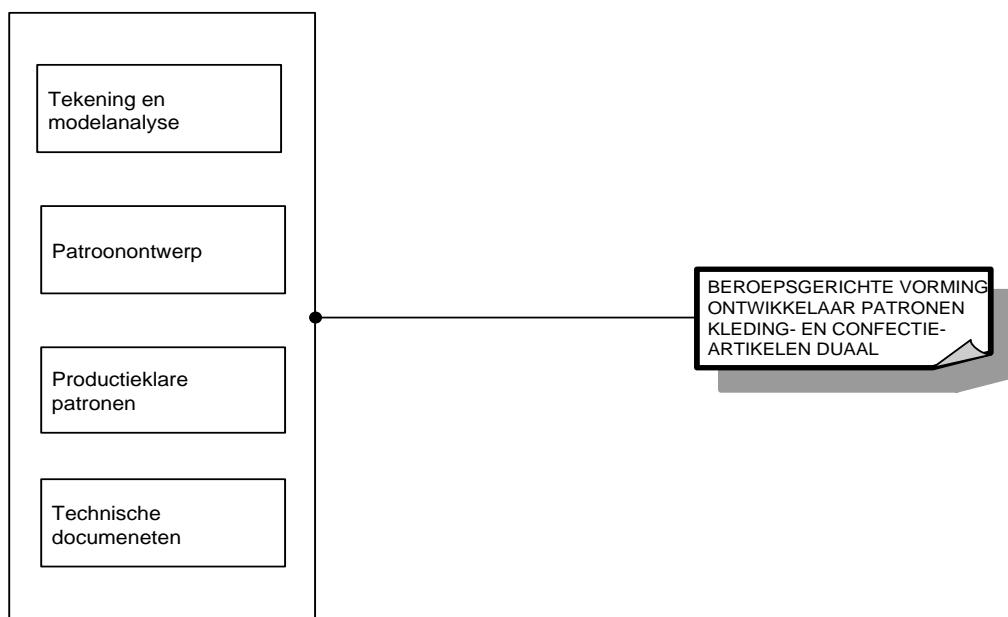 Tekening en
modelanalyse
Patroonontwerp
Productieklare
patronen
Technische
documeneten
BEROEPSGERICHTE VORMING
ONTWIKKELAAR PATRONEN
KLEDING- EN CONFECTIE-
ARTIKELEN DUAAL